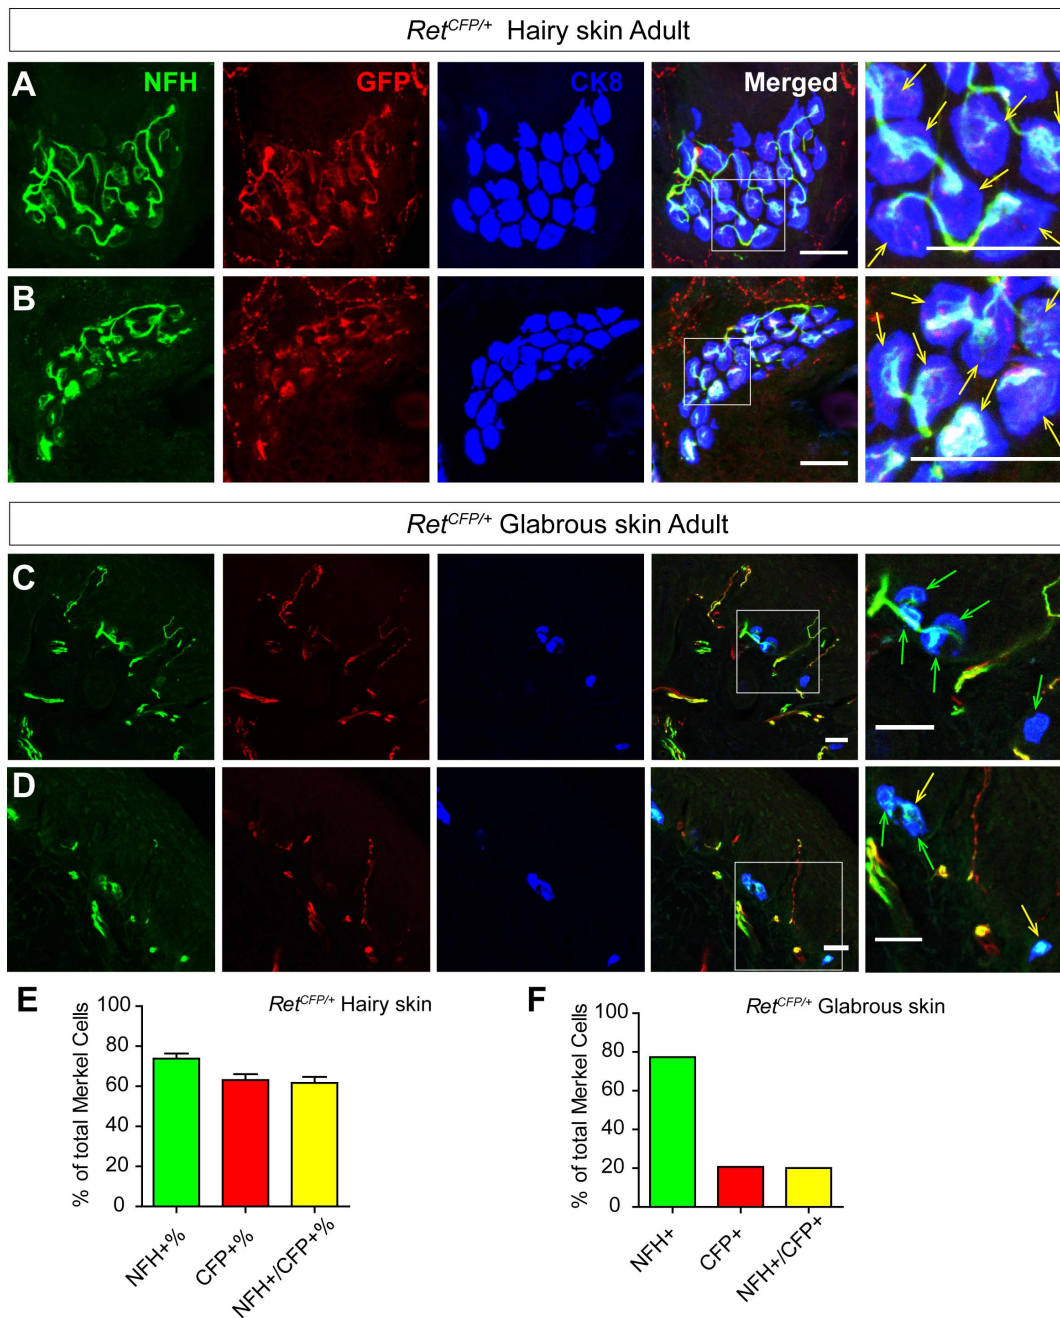 Ret^CFP/+ Hairy skin Adult
A NFH GFP CK8 Merged
B
Ret^CFP/+ Glabrous skin Adult
C
D
E Ret^CFP/+ Hairy skin
% of total Merkel Cells
100
80
60
40
20
0
NFH+% CFP+% NFH+/CFP+%
F Ret^CFP/+ Glabrous skin
% of total Merkel Cells
100
80
60
40
20
0
NFH+ CFP+ NFH+/CFP+